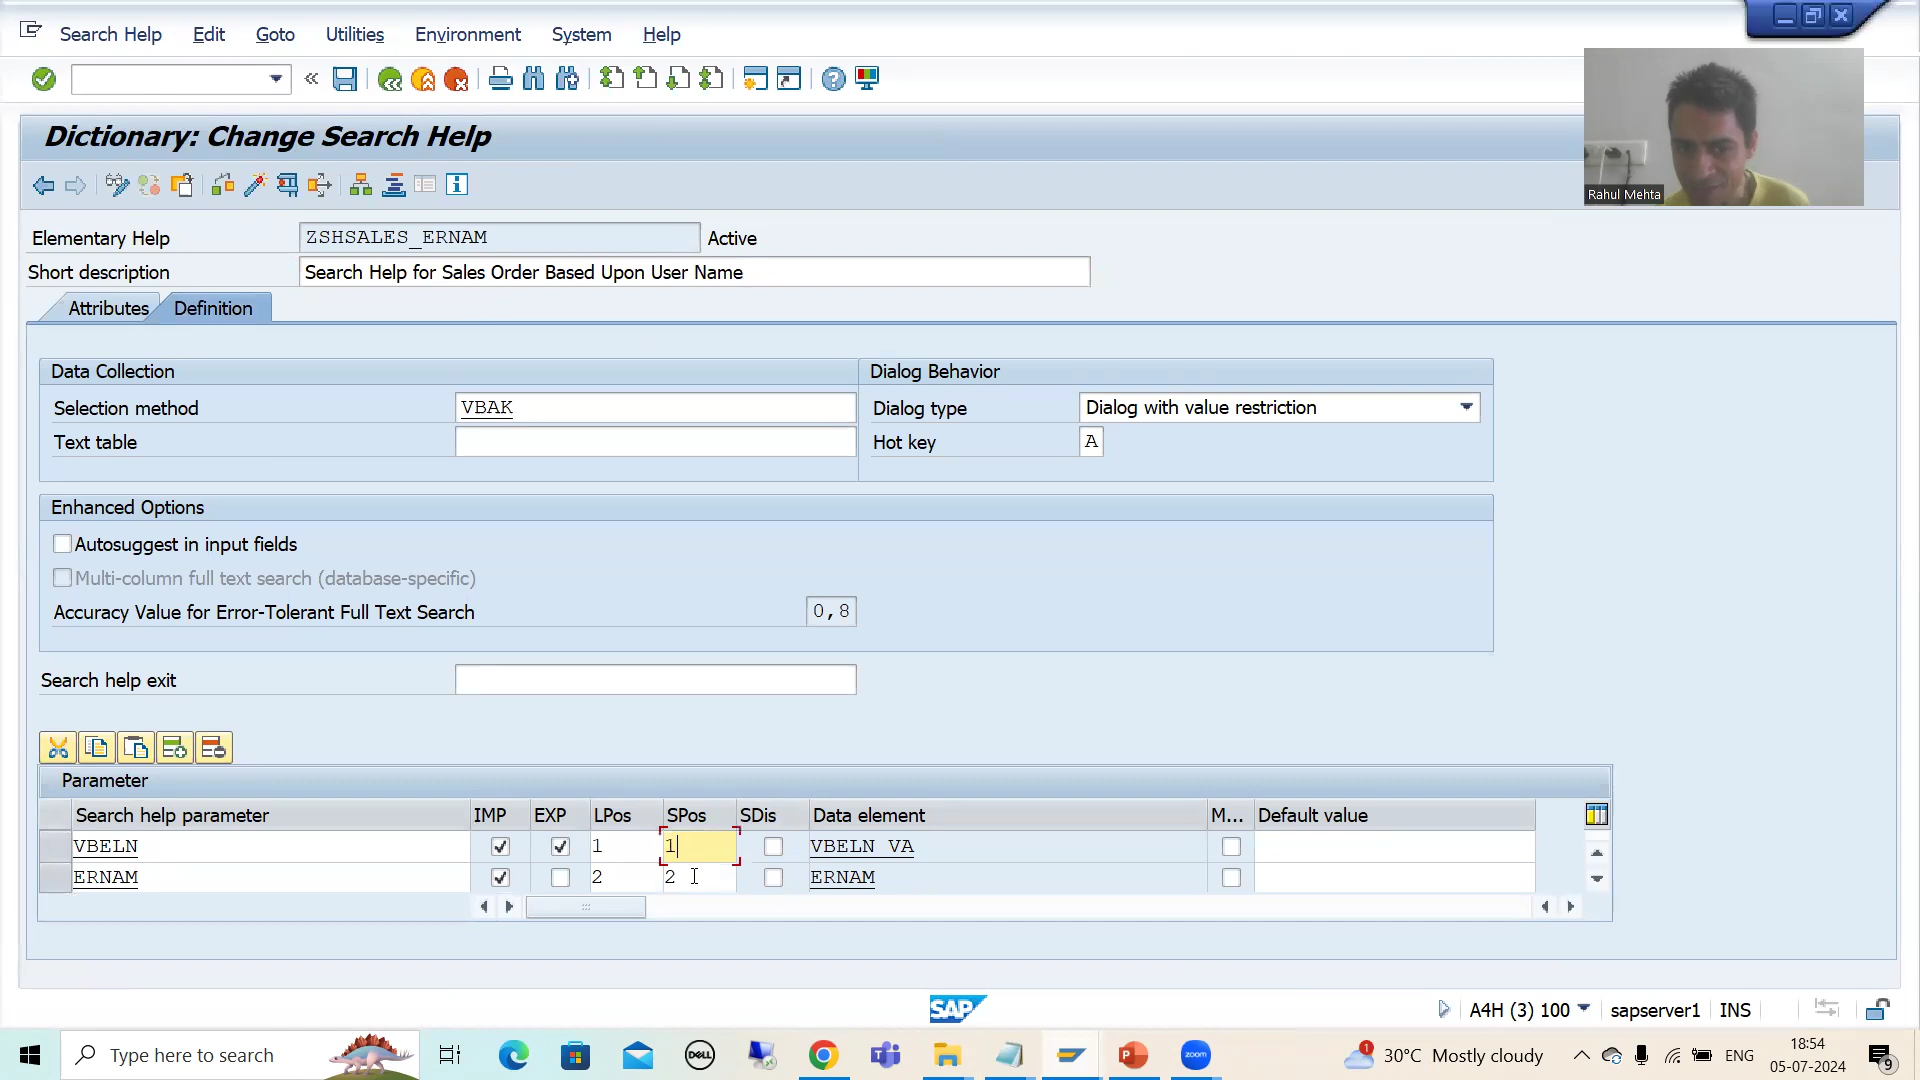 Search Help Edit Goto Utilities Environment System Help
Dictionary: Change Search Help
Rahul Mehta
Elementary Help ZSHSALES_ERNAM Active
Short description Search Help for Sales Order Based Upon User Name
Attributes Definition
Data Collection Dialog Behavior
Selection method VBAK Dialog type Dialog with value restriction
Text table Hot key A
Enhanced Options
Autosuggest in input fields
Multi-column full text search (database-specific)
Accuracy Value for Error-Tolerant Full Text Search 0,8
Search help exit
Parameter
Search help parameter IMP EXP LPos SPos SDis Data element M... Default value
VBELN 1 1 VBELN_VA
ERNAM 2 2 ERNAM
SAP A4H (3) 100 sapserver1 INS
Type here to search DELL zoom 1 30°C Mostly cloudy ENG 18:54
05-07-2024 9